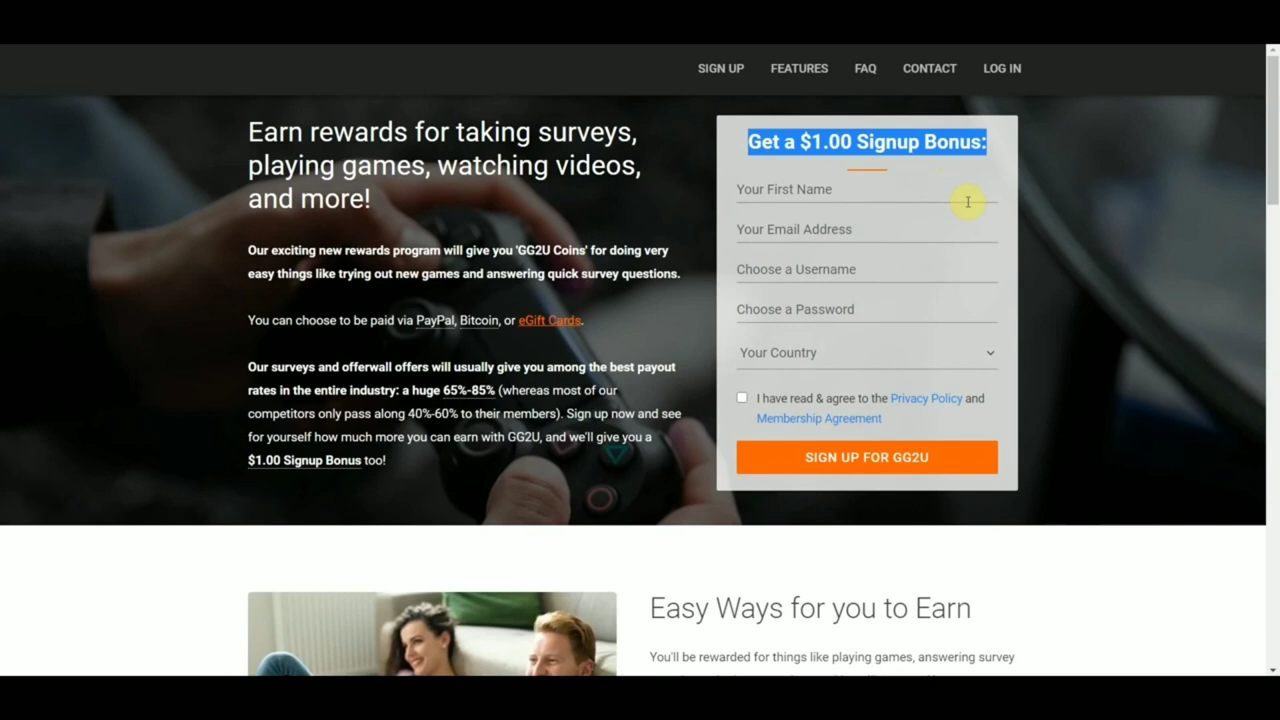 SIGN UP FEATURES FAQ CONTACT LOG IN
Earn rewards for taking surveys,
playing games, watching videos,
and more!
Our exciting new rewards program will give you 'GG2U Coins' for doing very
easy things like trying out new games and answering quick survey questions.
You can choose to be paid via PayPal, Bitcoin, or eGift Cards.
Our surveys and offerwall offers will usually give you among the best payout
rates in the entire industry: a huge 65%-85% (whereas most of our
competitors only pass along 40%-60% to their members). Sign up now and see
for yourself how much more you can earn with GG2U, and we'll give you a
$1.00 Signup Bonus too!
Get a $1.00 Signup Bonus:
Your First Name
Your Email Address
Choose a Username
Choose a Password
Your Country
I have read & agree to the Privacy Policy and
Membership Agreement
SIGN UP FOR GG2U
Easy Ways for you to Earn
You'll be rewarded for things like playing games, answering survey